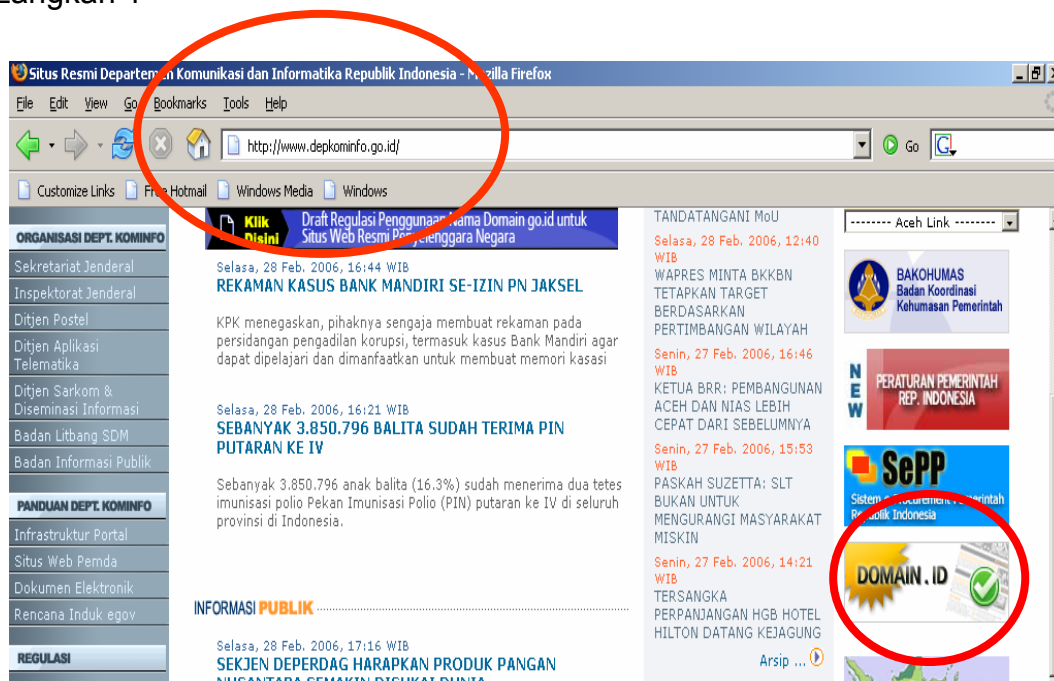 Langkah 1
Situs Resmi Departemen Komunikasi dan Informatika Republik Indonesia - Mozilla Firefox
File Edit View Go Bookmarks Tools Help
http://www.depkominfo.go.id/
Go
G
Customize Links Free Hotmail Windows Media Windows
ORGANISASI DEPT. KOMINFO
Sekretariat Jenderal
Inspektorat Jenderal
Ditjen Postel
Ditjen Aplikasi
Telematika
Ditjen Sarkom &
Diseminasi Informasi
Badan Litbang SDM
Badan Informasi Publik
PANDUAN DEPT. KOMINFO
Infrastruktur Portal
Situs Web Pemda
Dokumen Elektronik
Rencana Induk egov
REGULASI
Klik
Disini
Draft Regulasi Penggunaan Nama Domain go.id untuk
Situs Web Resmi Penyelenggara Negara
Selasa, 28 Feb. 2006, 16:44 WIB
REKAMAN KASUS BANK MANDIRI SE-IZIN PN JAKSEL
KPK menegaskan, pihaknya sengaja membuat rekaman pada
persidangan pengadilan korupsi, termasuk kasus Bank Mandiri agar
dapat dipelajari dan dimanfaatkan untuk membuat memori kasasi
Selasa, 28 Feb. 2006, 16:21 WIB
SEBANYAK 3.850.796 BALITA SUDAH TERIMA PIN
PUTARAN KE IV
Sebanyak 3.850.796 anak balita (16.3%) sudah menerima dua tetes
imunisasi polio Pekan Imunisasi Polio (PIN) putaran ke IV di seluruh
provinsi di Indonesia.
INFORMASI PUBLIK
Selasa, 28 Feb. 2006, 17:16 WIB
SEKJEN DEPERDAG HARAPKAN PRODUK PANGAN
NUSANTARA SEMAKIN DISUKAI DUNIA
TANDATANGANI MoU
Selasa, 28 Feb. 2006, 12:40
WIB
WAPRES MINTA BKKBN
TETAPKAN TARGET
BERDASARKAN
PERTIMBANGAN WILAYAH
Senin, 27 Feb. 2006, 16:46
WIB
KETUA BRR: PEMBANGUNAN
ACEH DAN NIAS LEBIH
CEPAT DARI SEBELUMNYA
Senin, 27 Feb. 2006, 15:53
WIB
PASKAH SUZETTA: SLT
BUKAN UNTUK
MENGURANGI MASYARAKAT
MISKIN
Senin, 27 Feb. 2006, 14:21
WIB
TERSANGKA
PERPANJANGAN HGB HOTEL
HILTON DATANG KEJAGUNG
Arsip ...
-------- Aceh Link --------
BAKOHUMAS
Badan Koordinasi
Kehumasan Pemerintah
NEW
PERATURAN PEMERINTAH
REP. INDONESIA
SePP
Sistem e-Procurement Pemerintah
Republik Indonesia
DOMAIN . ID